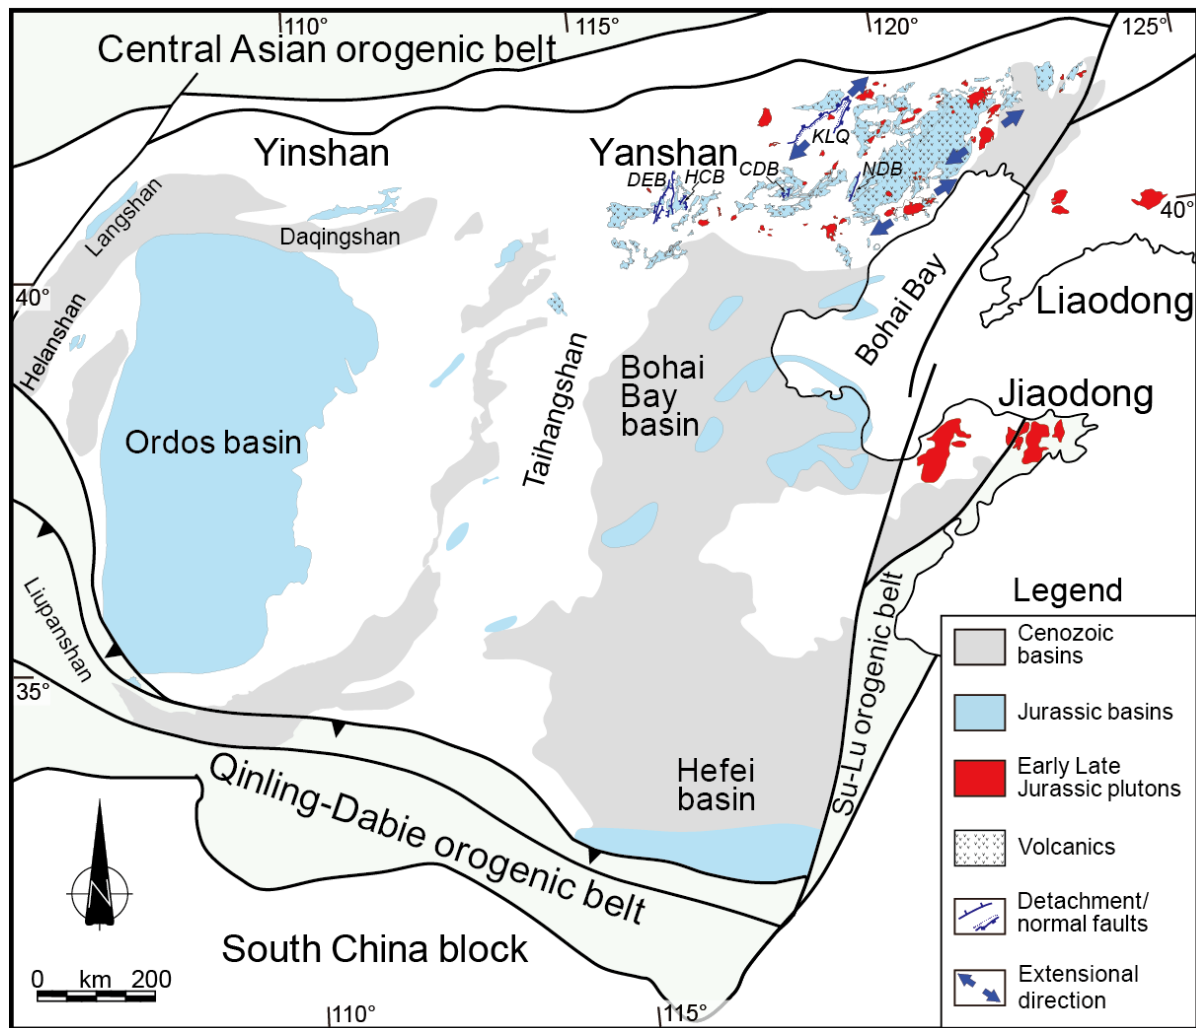 110°
115°
120°
125°
Central Asian orogenic belt
Yinshan
Yanshan
KLQ
DEB
HCB
CDB
NDB
Langshan
Daqingshan
40°
40°
Helanshan
Bohai Bay
Liaodong
Taihangshan
Bohai
Bay
basin
Jiaodong
Ordos basin
Liupanshan
35°
Su-Lu orogenic belt
Hefei
basin
Qinling-Dabie orogenic belt
South China block
N
0 km 200
110°
115°
Legend
Cenozoic
basins
Jurassic basins
Early Late
Jurassic plutons
Volcanics
Detachment/
normal faults
Extensional
direction